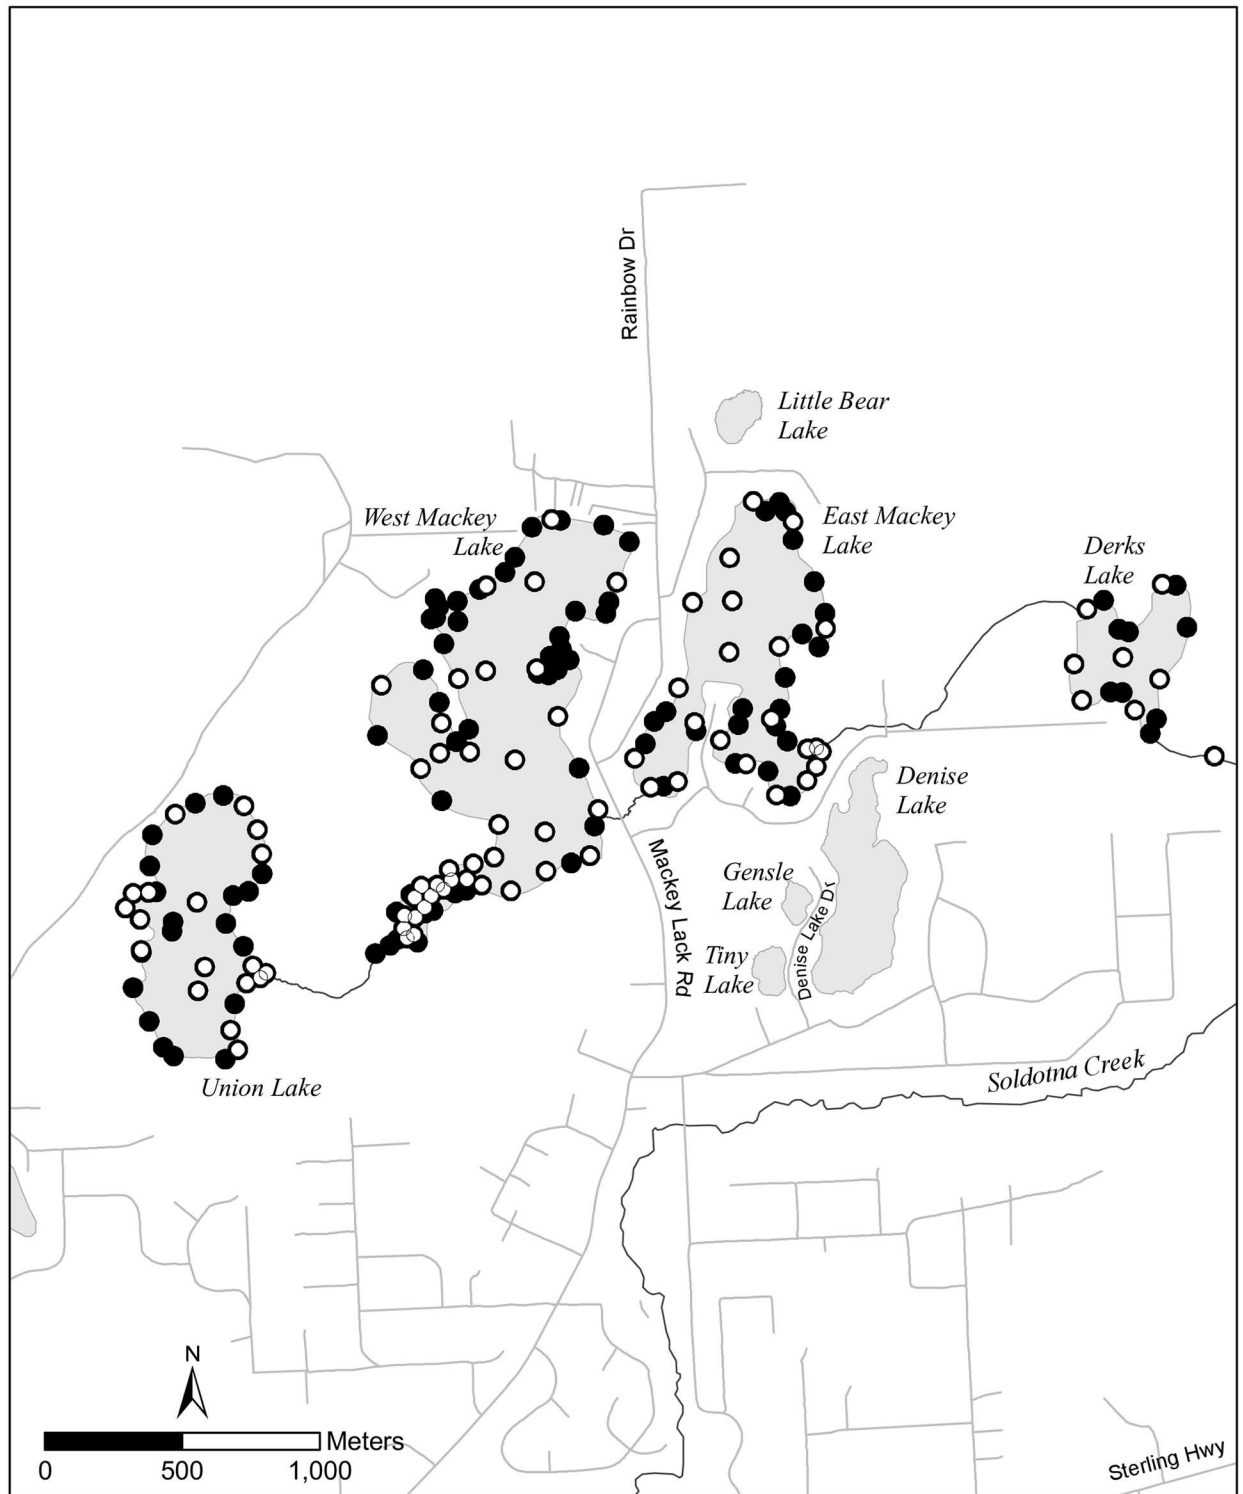 Rainbow Dr
Little Bear
Lake
West Mackey
Lake
East Mackey
Lake
Derks
Lake
Denise
Lake
Mackey Lack Rd
Gensle
Lake
Denise Lake Dr
Tiny
Lake
Union Lake
Soldotna Creek
N
Meters
0 500 1,000
Sterling Hwy